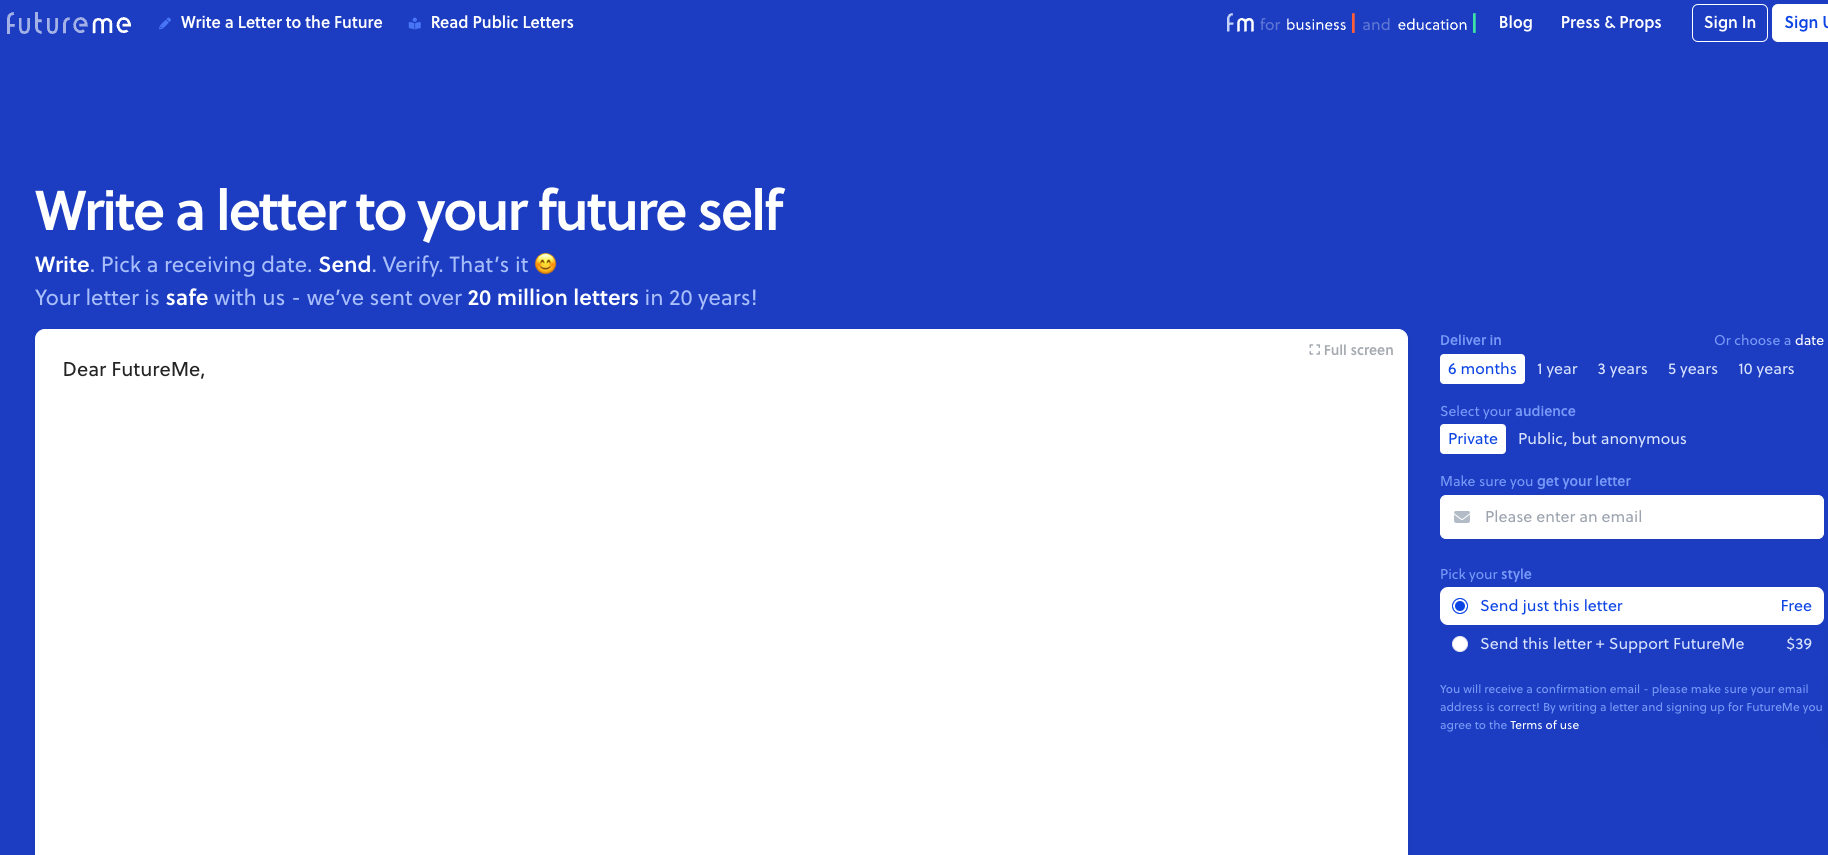 futureme
Write a Letter to the Future
Read Public Letters
fm for business and education
Blog
Press & Props
Sign In
Sign U
Write a letter to your future self
Write. Pick a receiving date. Send. Verify. That's it 😊
Your letter is safe with us - we've sent over 20 million letters in 20 years!
Full screen
Dear FutureMe,
Deliver in
Or choose a date
6 months 1 year 3 years 5 years 10 years
Select your audience
Private Public, but anonymous
Make sure you get your letter
Please enter an email
Pick your style
Send just this letter Free
Send this letter + Support FutureMe $39
You will receive a confirmation email - please make sure your email
address is correct! By writing a letter and signing up for FutureMe you
agree to the Terms of use